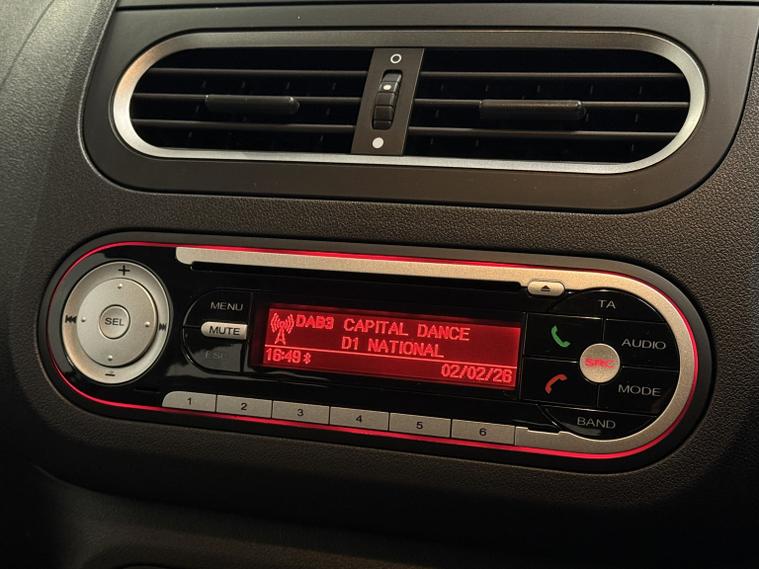 MENU
MUTE
ESC
SEL
DAB3 CAPITAL DANCE
D1 NATIONAL
16:49
02/02/26
TA
AUDIO
SRC
MODE
BAND
1 2 3 4 5 6